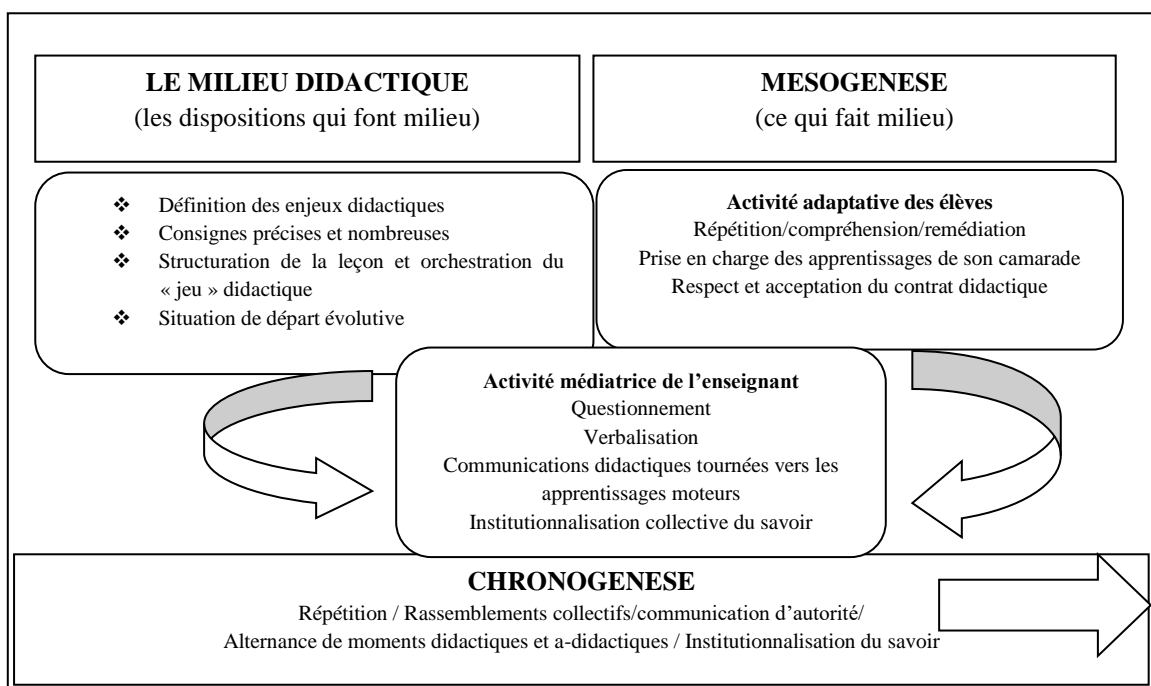 LE MILIEU DIDACTIQUE
(les dispositions qui font milieu)
MESOGENESE
(ce qui fait milieu)
❖ Définition des enjeux didactiques
❖ Consignes précises et nombreuses
❖ Structuration de la leçon et orchestration du
« jeu » didactique
❖ Situation de départ évolutive
Activité adaptative des élèves
Répétition/compréhension/remédiation
Prise en charge des apprentissages de son camarade
Respect et acceptation du contrat didactique
Activité médiatrice de l’enseignant
Questionnement
Verbalisation
Communications didactiques tournées vers les
apprentissages moteurs
Institutionnalisation collective du savoir
CHRONOGENESE
Répétition / Rassemblements collectifs/communication d’autorité/
Alternance de moments didactiques et a-didactiques / Institutionnalisation du savoir